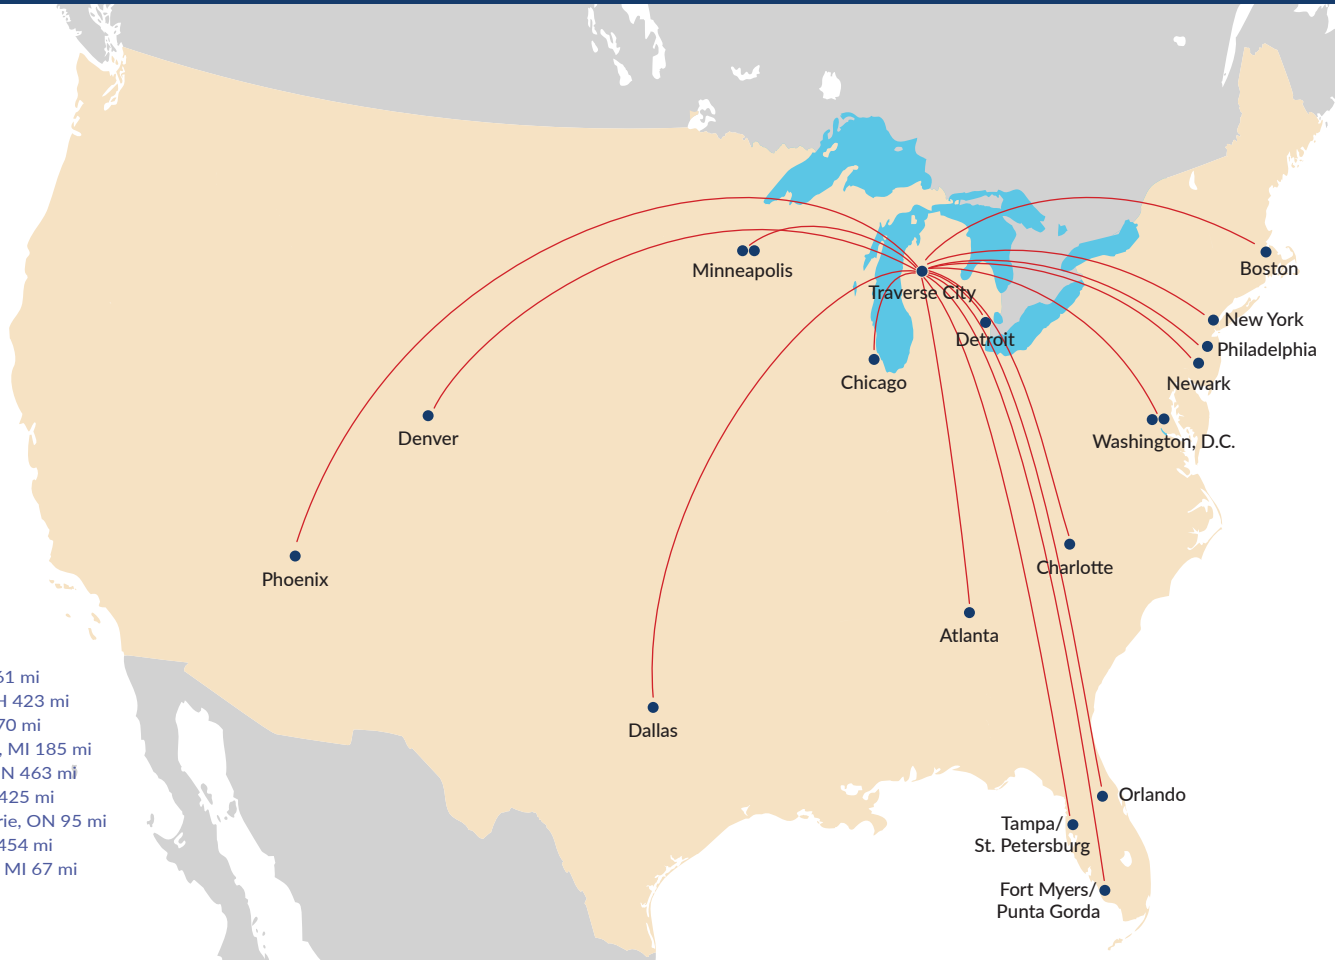 Minneapolis
Traverse City
Boston
New York
Detroit
Philadelphia
Chicago
Newark
Denver
Washington, D.C.
Phoenix
Charlotte
Atlanta
Dallas
Orlando
Tampa/
St. Petersburg
Fort Myers/
Punta Gorda
mi
423 mi
mi
, MI 185 mi
463 mi
425 mi
ON 95 mi
454 mi
MI 67 mi